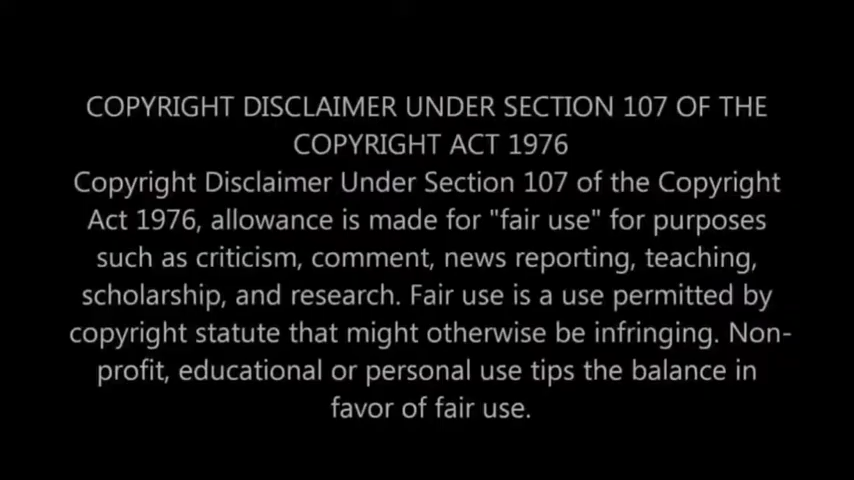 COPYRIGHT DISCLAIMER UNDER SECTION 107 OF THE
COPYRIGHT ACT 1976
Copyright Disclaimer Under Section 107 of the Copyright
Act 1976, allowance is made for "fair use" for purposes
such as criticism, comment, news reporting, teaching,
scholarship, and research. Fair use is a use permitted by
copyright statute that might otherwise be infringing. Non-
profit, educational or personal use tips the balance in
favor of fair use.